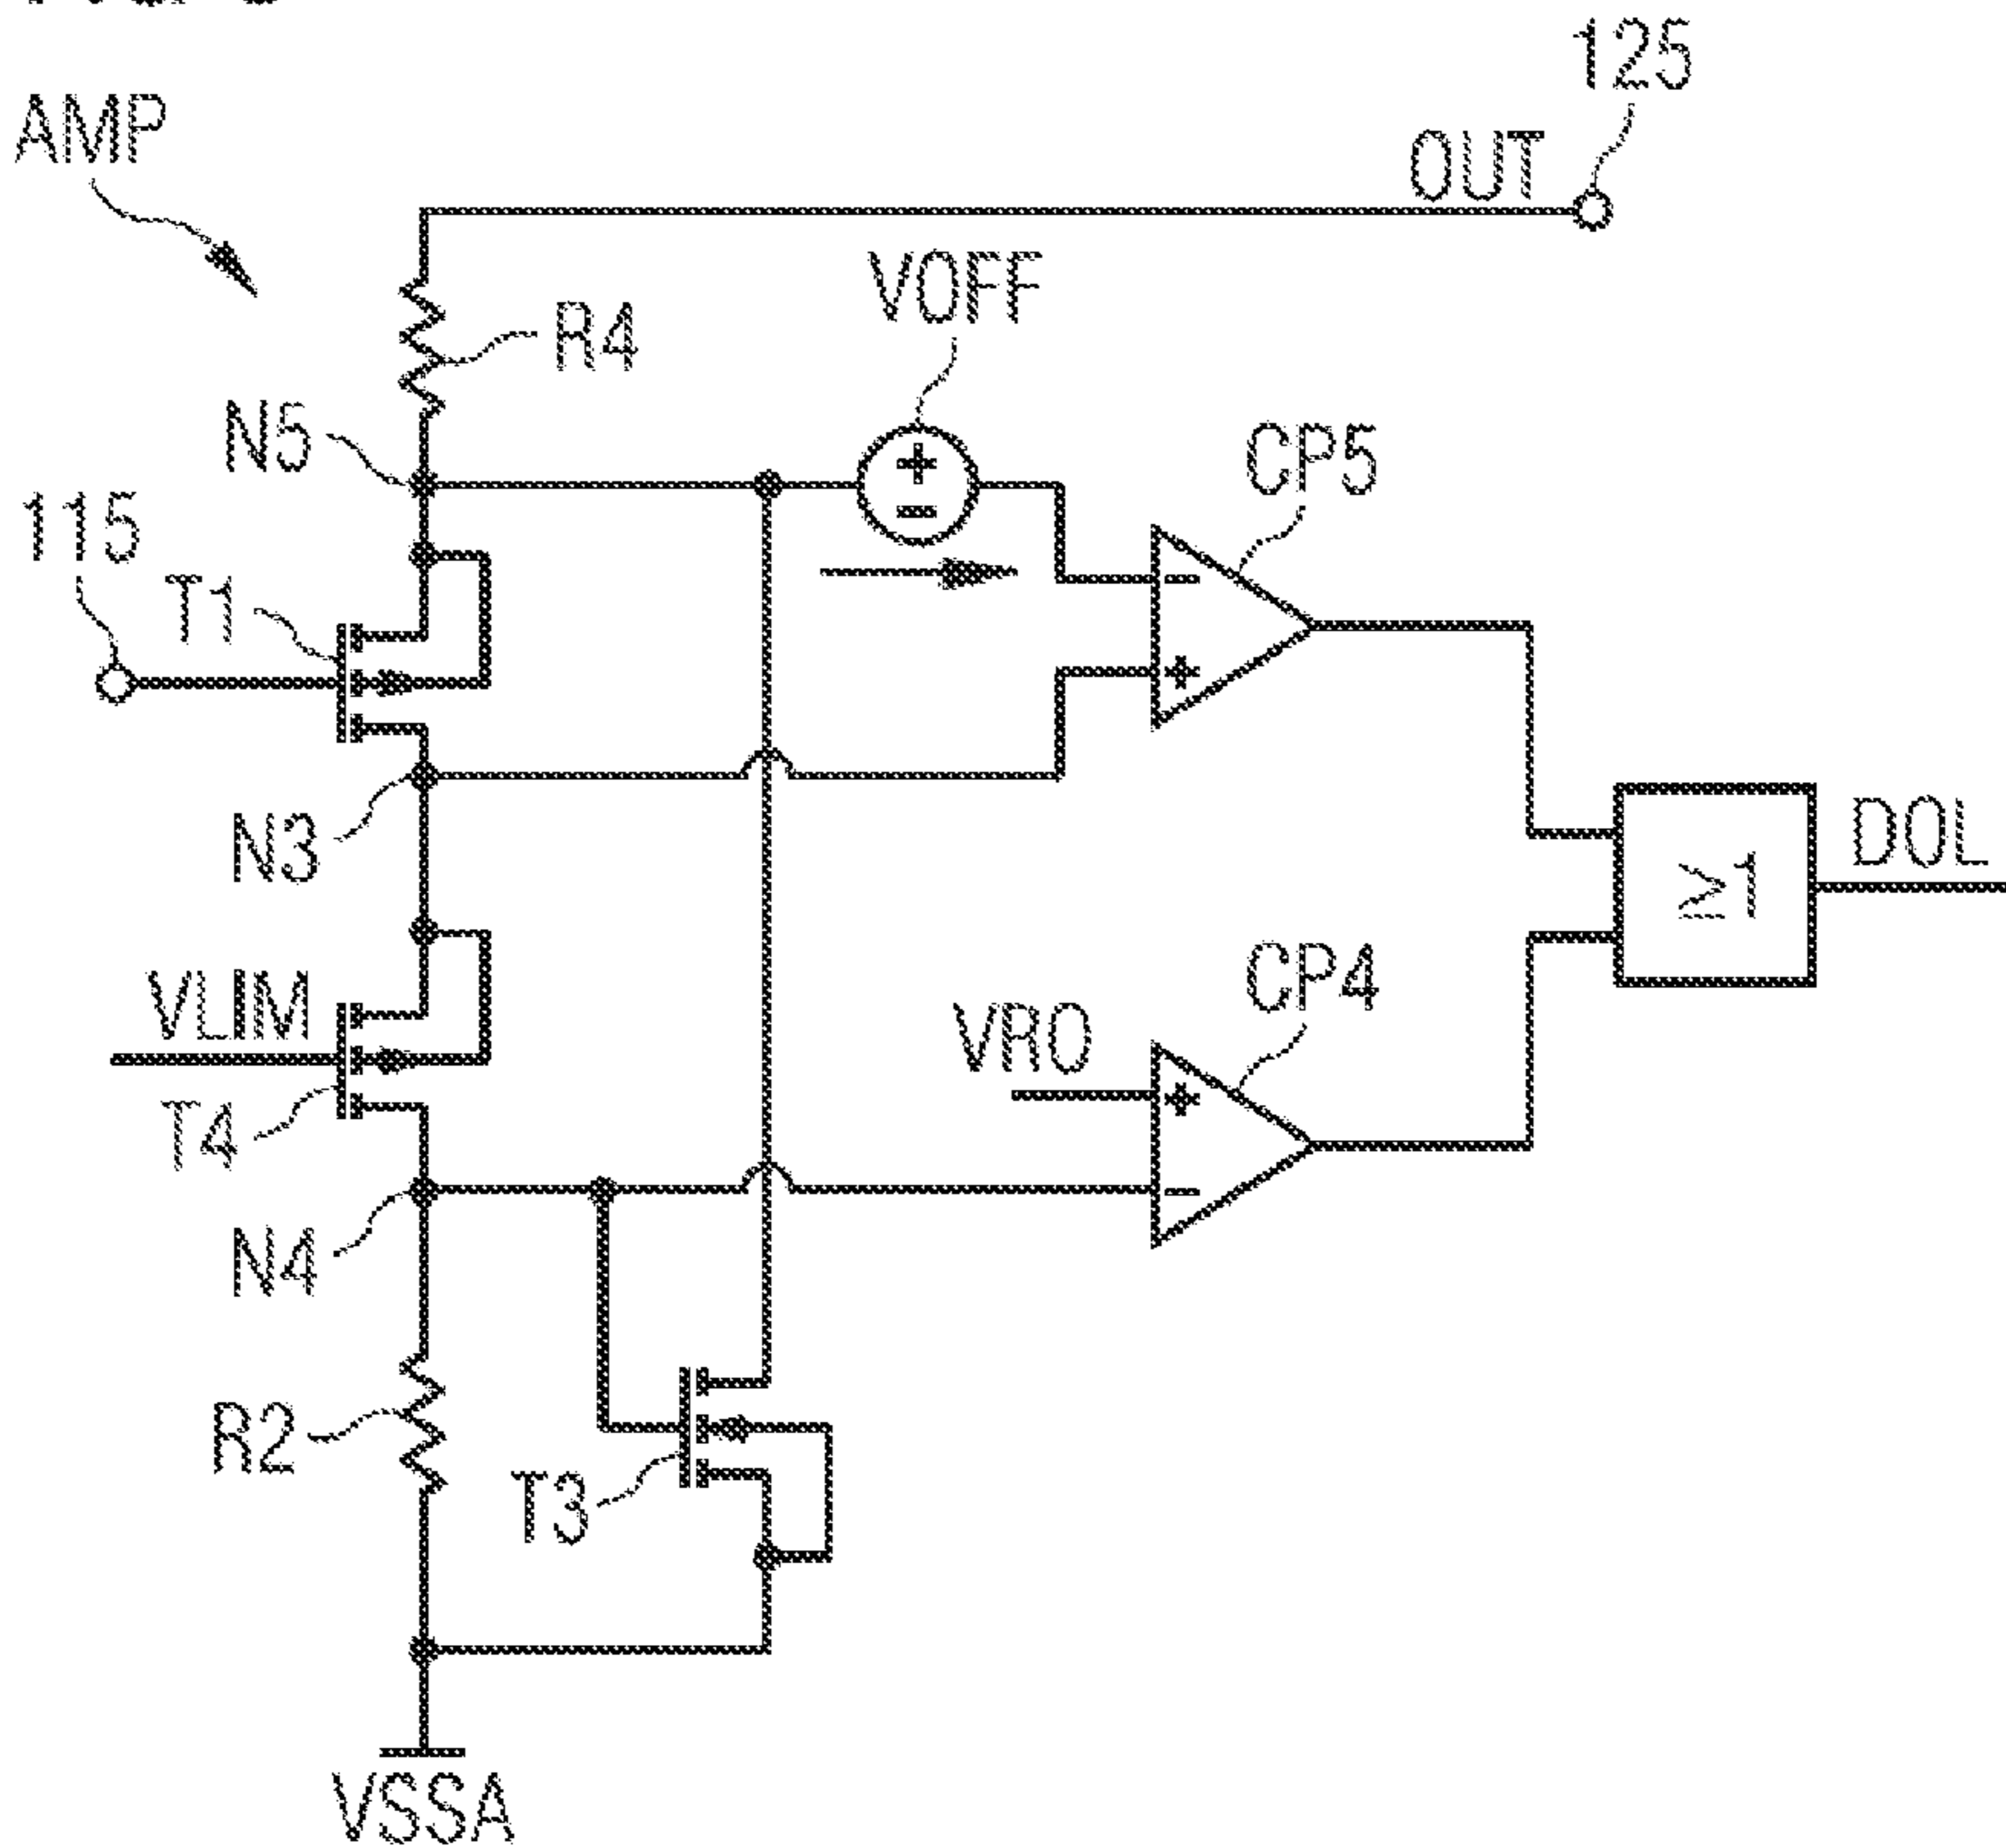 125
AMP
OUT
VOFF
R4
N5
CP5
115
T1
N3
DOL
≥1
VLIM
CP4
VRO
T4
N4
R2
T3
VSSA
+
-
-
+
+
-